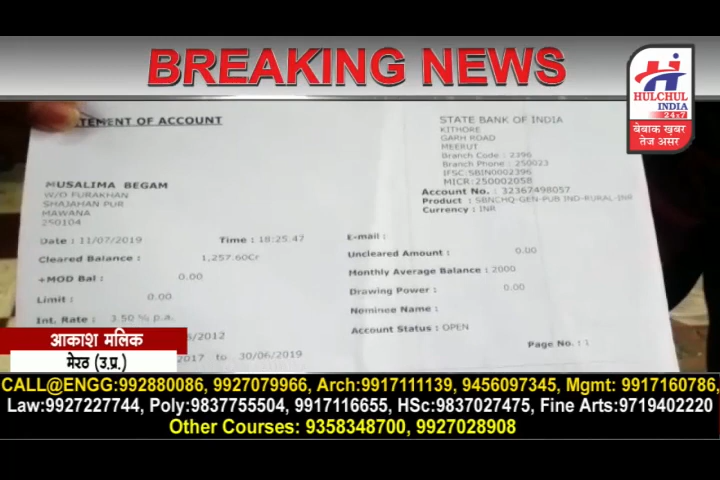 BREAKING NEWS
HULCHUL
INDIA
24x7
बेबाक ख़बर
तेज असर
TEMENT OF ACCOUNT
STATE BANK OF INDIA
KITHORE
GARH ROAD
MEERUT
Branch Code : 2396
Branch Phone : 250023
IFSC:SBIN0002396
MICR:250002058
Account No. : 32367498057
Product : SBNCHQ-GEN-PUB IND-RURAL-INR
Currency : INR
MUSALIMA BEGAM
W/O FURAKHAN
SHAJAHAN PUR
MAWANA
250104
Date : 11/07/2019 Time : 18:25.47
Cleared Balance : 1,257.60Cr
+MOD Bal : 0.00
Limit : 0.00
Int. Rate : 3.50 % p.a.
/2012
2017 to 30/06/2019
E-mail :
Uncleared Amount : 0.00
Monthly Average Balance : 2000
Drawing Power : 0.00
Nominee Name :
Account Status : OPEN
Page No. : 1
आकाश मलिक
मेरठ (उ.प्र.)
CALL@ENGG:992880086, 9927079966, Arch:9917111139, 9456097345, Mgmt: 9917160786,
Law:9927227744, Poly:9837755504, 9917116655, HSc:9837027475, Fine Arts:9719402220
Other Courses: 9358348700, 9927028908